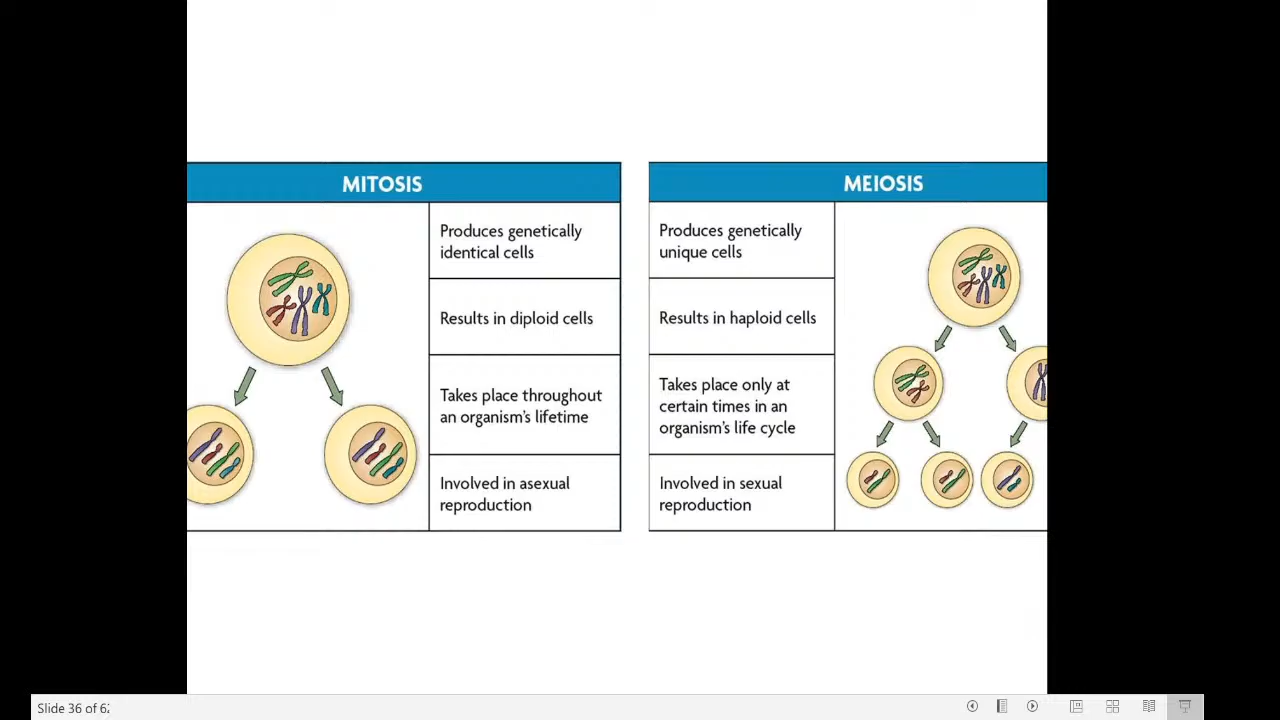 MITOSIS
Produces genetically
identical cells
Results in diploid cells
Takes place throughout
an organism's lifetime
Involved in asexual
reproduction
MEIOSIS
Produces genetically
unique cells
Results in haploid cells
Takes place only at
certain times in an
organism's life cycle
Involved in sexual
reproduction
Slide 36 of